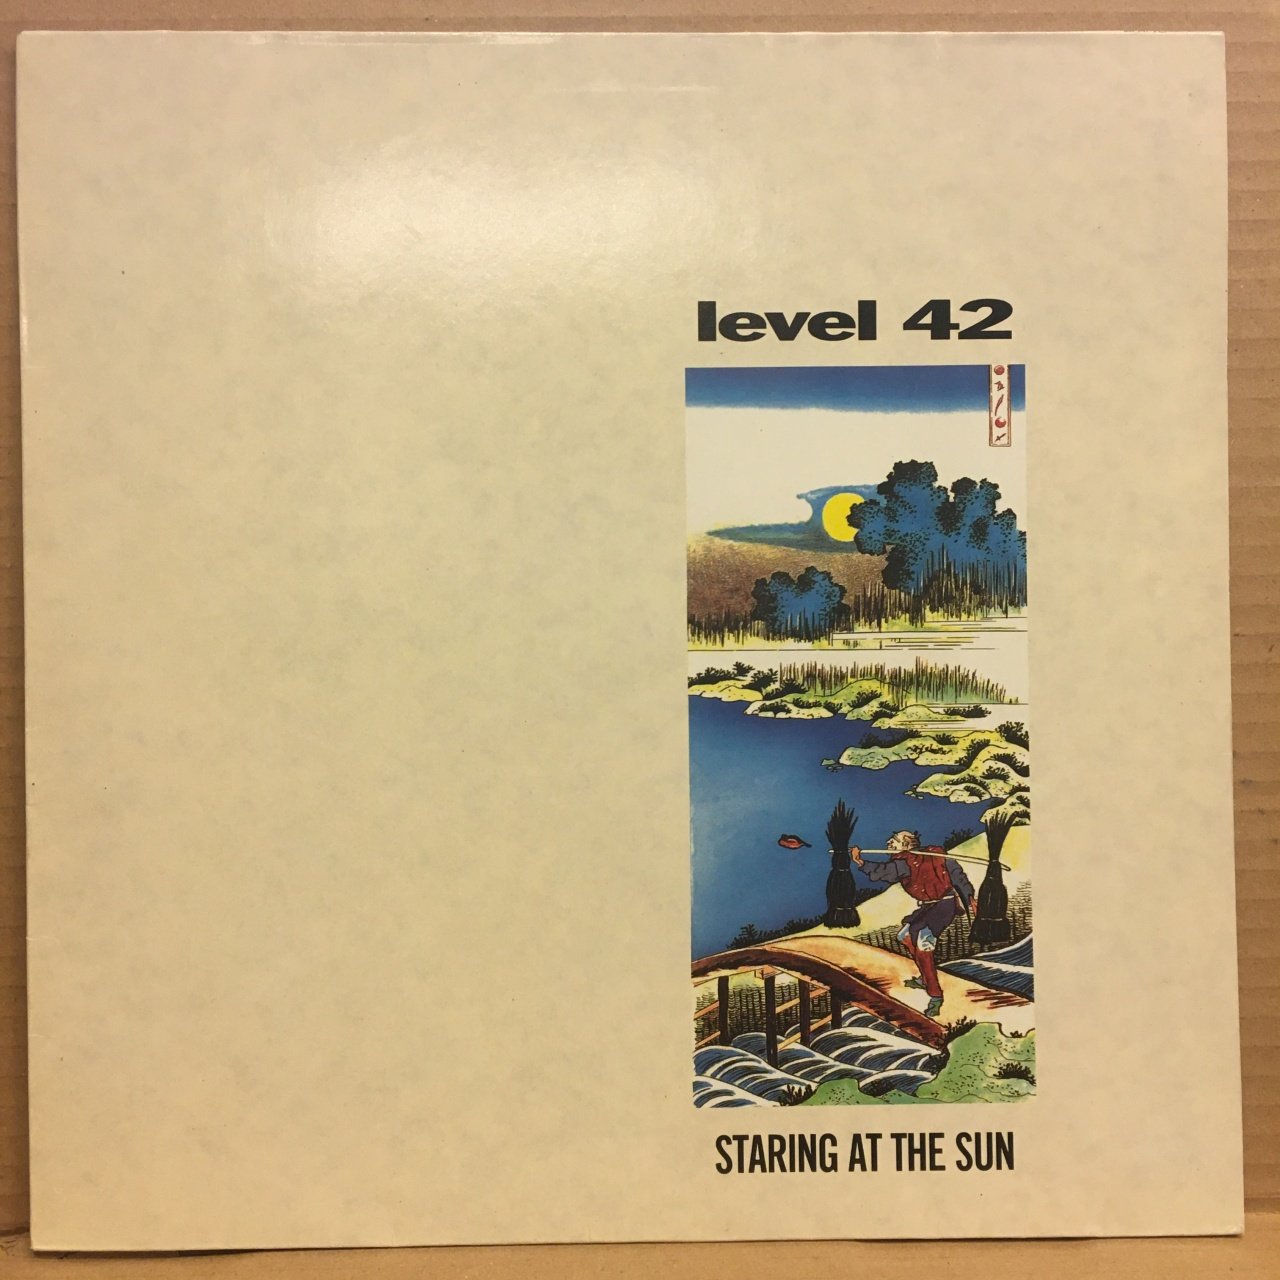 level 42
STARING AT THE SUN